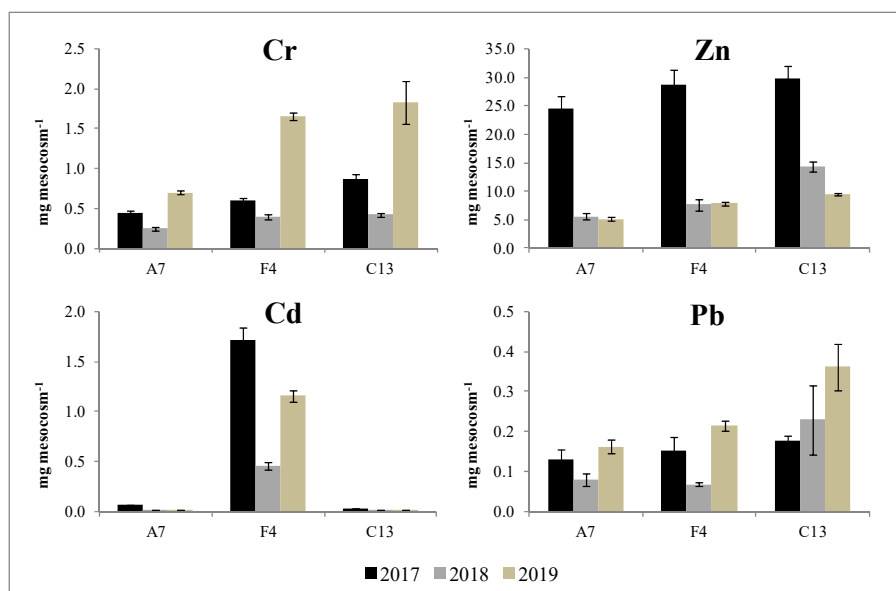 Cr
mg mesocosm⁻¹
2.5
2.0
1.5
1.0
0.5
0.0
A7 F4 C13
Zn
mg mesocosm⁻¹
35.0
30.0
25.0
20.0
15.0
10.0
5.0
0.0
A7 F4 C13
Cd
mg mesocosm⁻¹
2.0
1.5
1.0
0.5
0.0
A7 F4 C13
Pb
mg mesocosm⁻¹
0.5
0.4
0.3
0.2
0.1
0.0
A7 F4 C13
2017 2018 2019